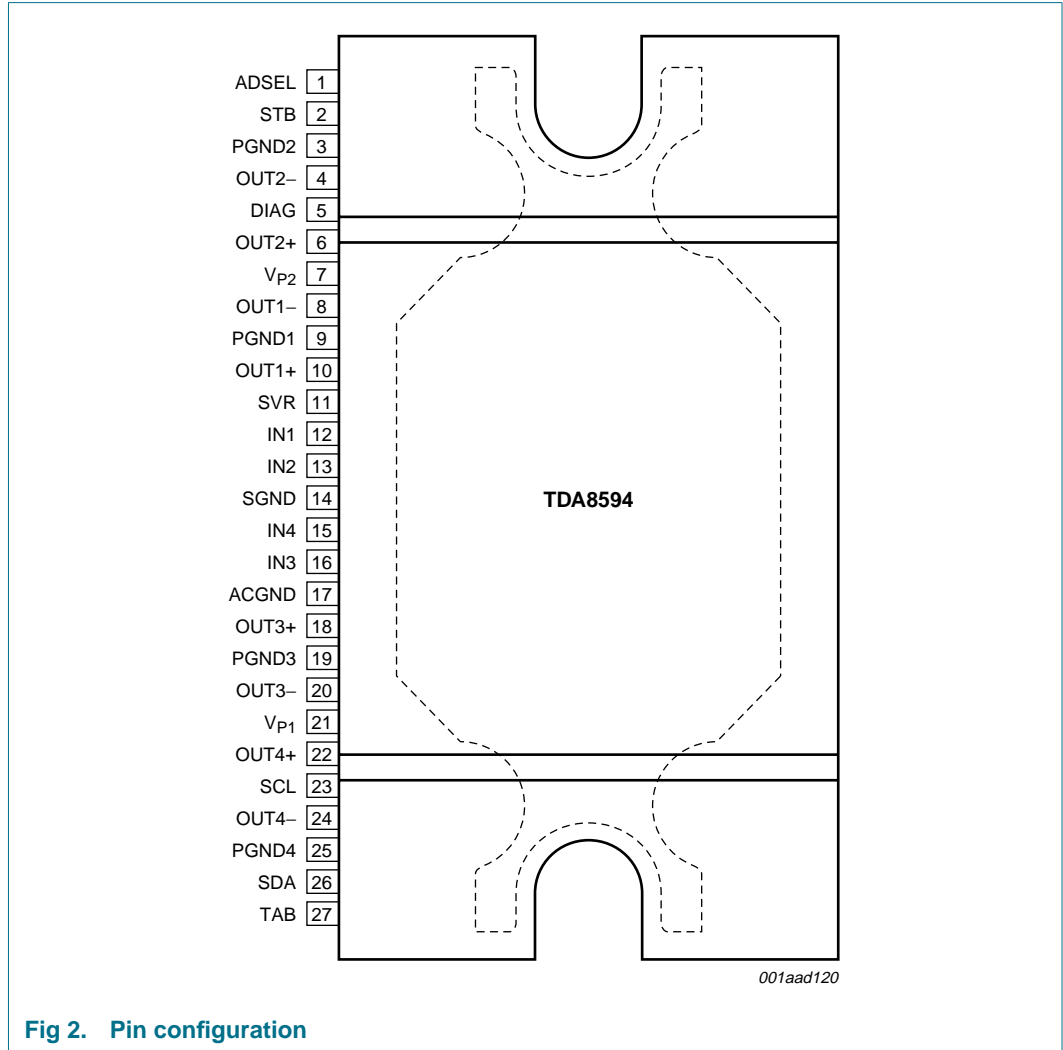 ADSEL 1
STB 2
PGND2 3
OUT2− 4
DIAG 5
OUT2+ 6
VP2 7
OUT1− 8
PGND1 9
OUT1+ 10
SVR 11
IN1 12
IN2 13
SGND 14
TDA8594
IN4 15
IN3 16
ACGND 17
OUT3+ 18
PGND3 19
OUT3− 20
VP1 21
OUT4+ 22
SCL 23
OUT4− 24
PGND4 25
SDA 26
TAB 27
001aad120
Fig 2. Pin configuration